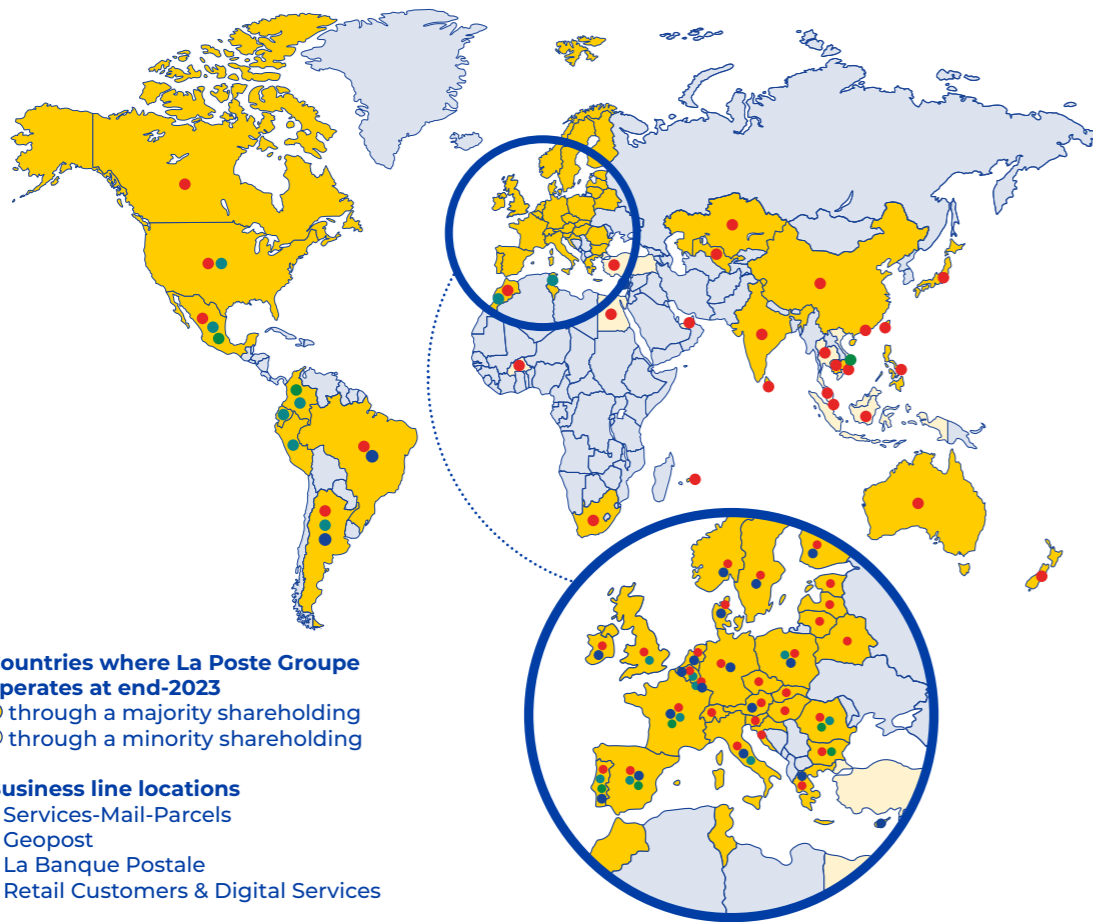 ountries where La Poste Groupe
perates at end-2023
through a majority shareholding
through a minority shareholding
usiness line locations
Services-Mail-Parcels
Geopost
La Banque Postale
Retail Customers & Digital Services